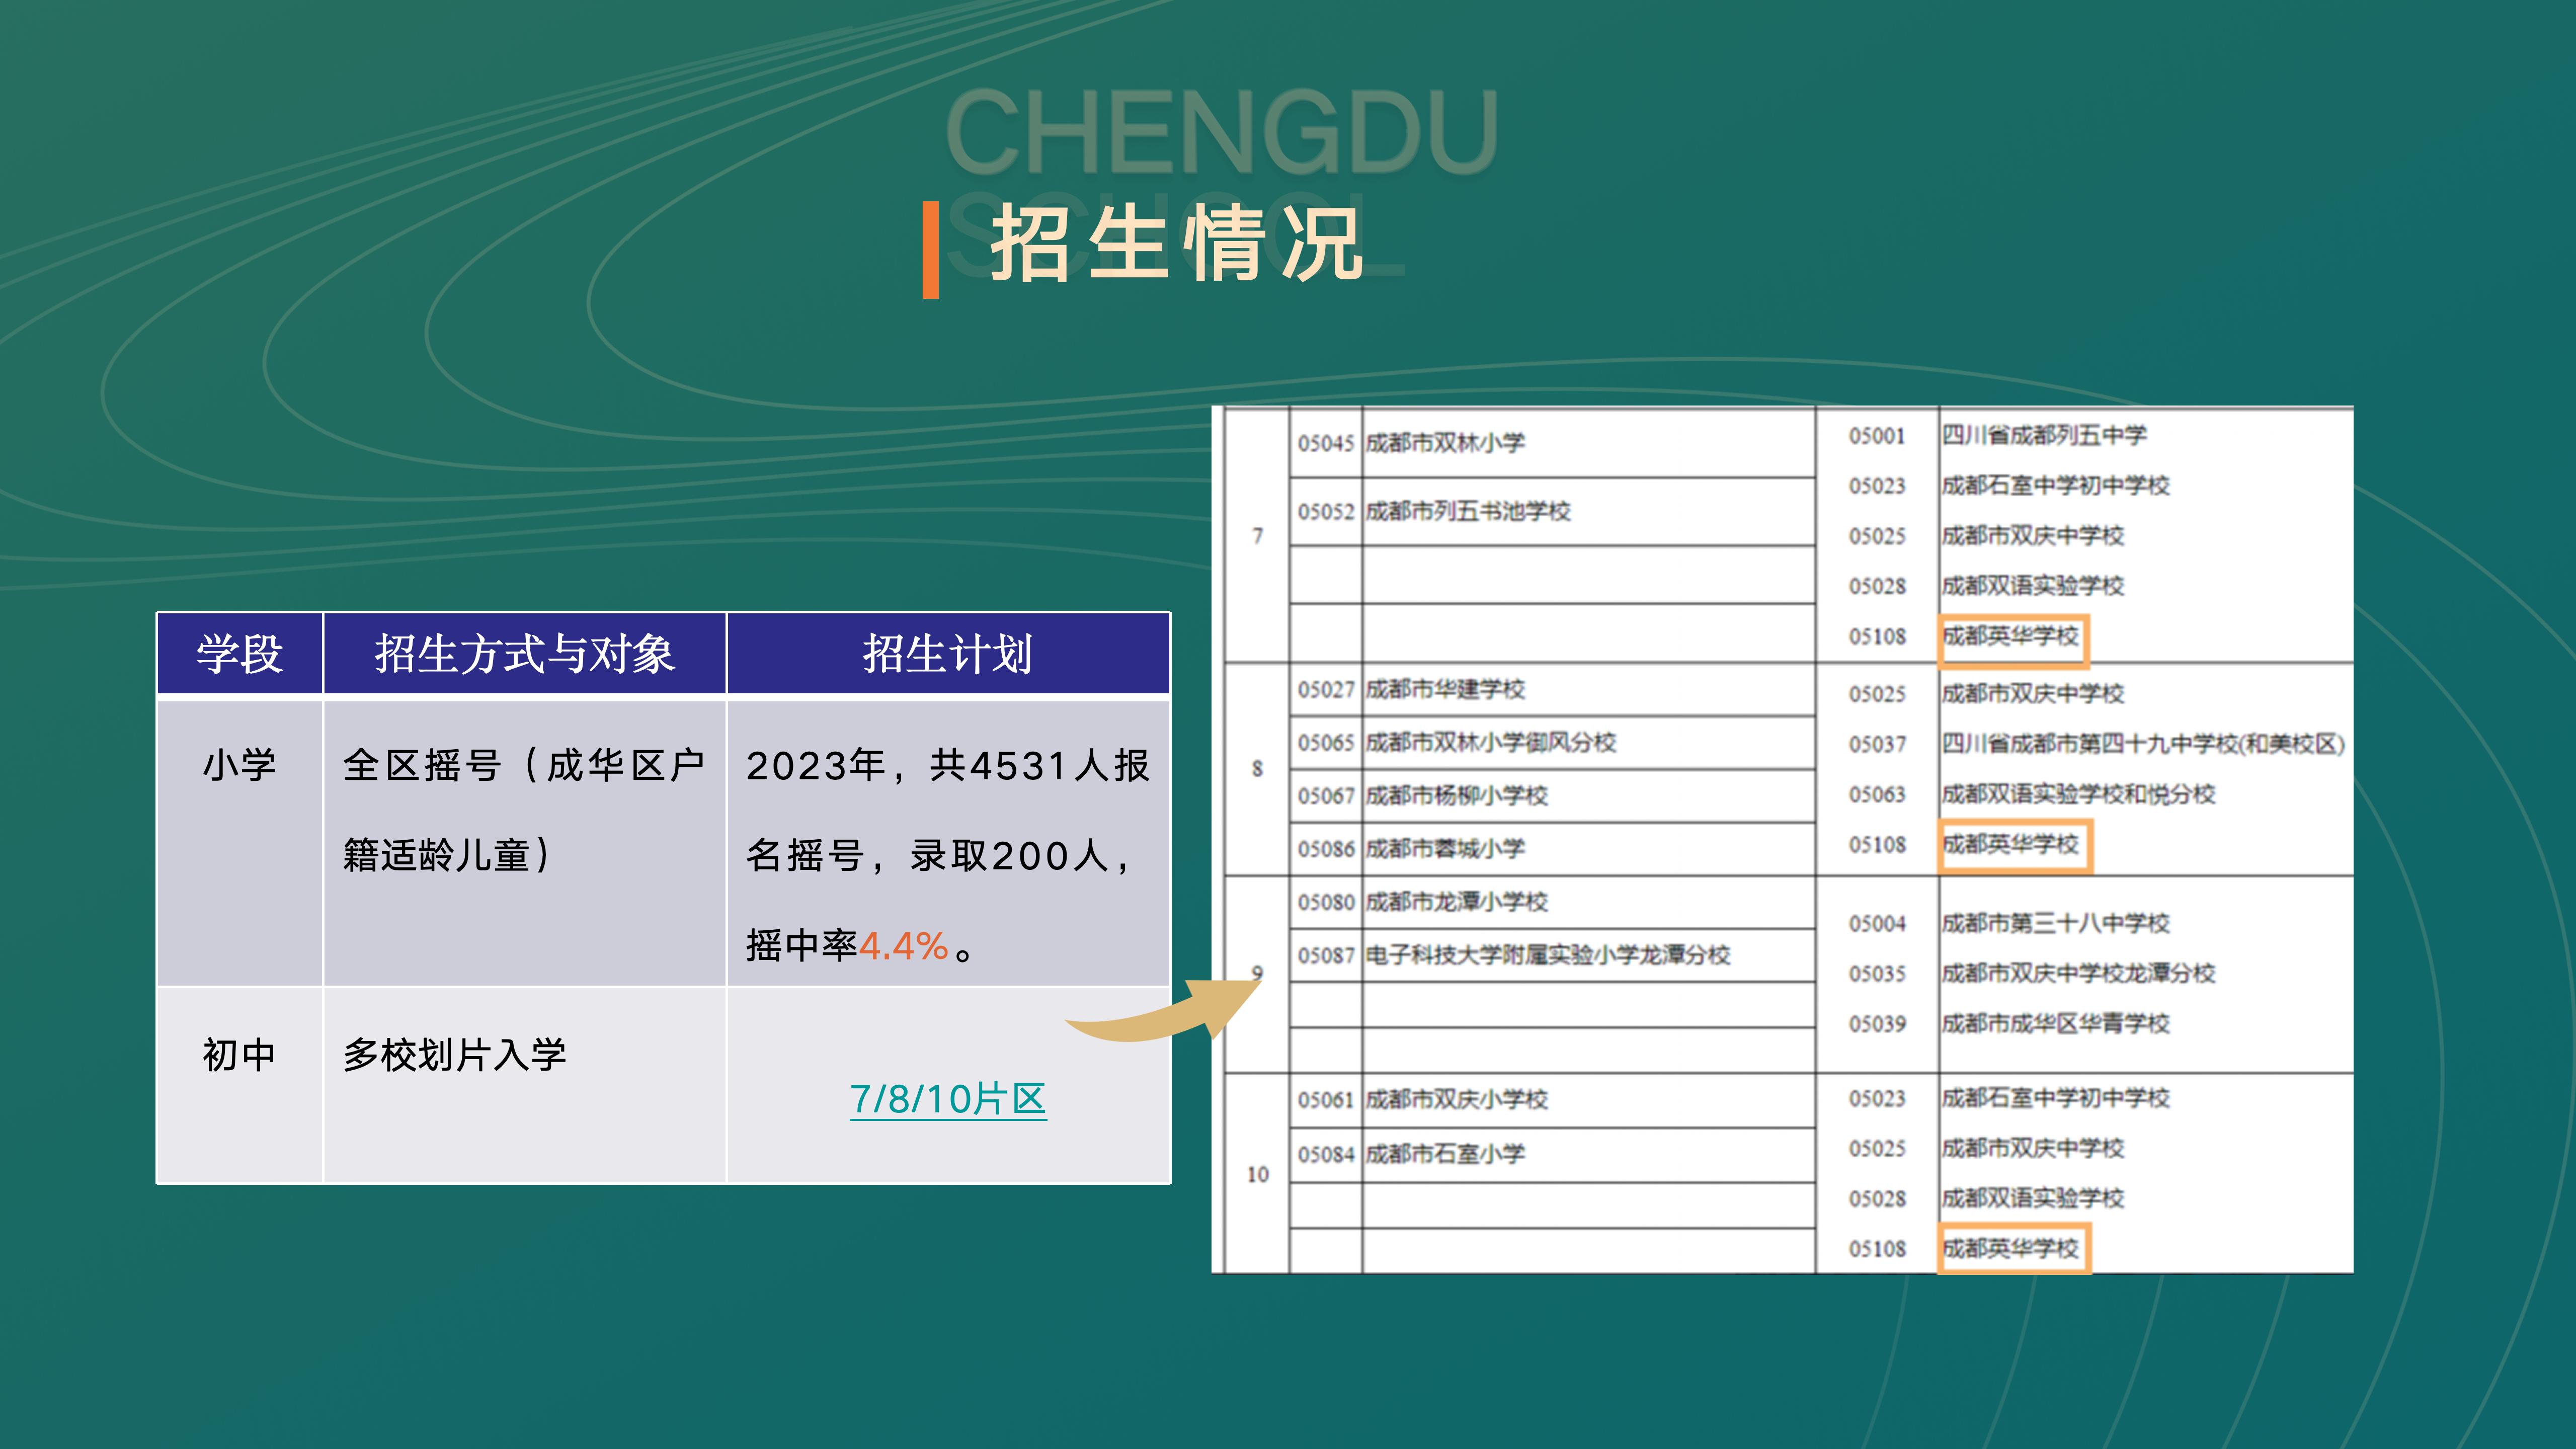 CHENGDU
SCHOOL
招生情况
学段 招生方式与对象 招生计划
小学 全区摇号（成华区户籍适龄儿童） 2023年，共4531人报名摇号，录取200人，摇中率4.4%。
初中 多校划片入学 7/8/10片区
7
05045 成都市双林小学
05052 成都市列五书池学校
05001 四川省成都列五中学
05023 成都石室中学初中学校
05025 成都市双庆中学校
05028 成都双语实验学校
05108 成都英华学校
8
05027 成都市华建学校
05065 成都市双林小学御风分校
05067 成都市杨柳小学校
05086 成都市蓉城小学
05025 成都市双庆中学校
05037 四川省成都市第四十九中学校(和美校区)
05063 成都双语实验学校和悦分校
05108 成都英华学校
9
05080 成都市龙潭小学校
05087 电子科技大学附属实验小学龙潭分校
05004 成都市第三十八中学校
05035 成都市双庆中学校龙潭分校
05039 成都市成华区华青学校
10
05061 成都市双庆小学校
05084 成都市石室小学
05023 成都石室中学初中学校
05025 成都市双庆中学校
05028 成都双语实验学校
05108 成都英华学校